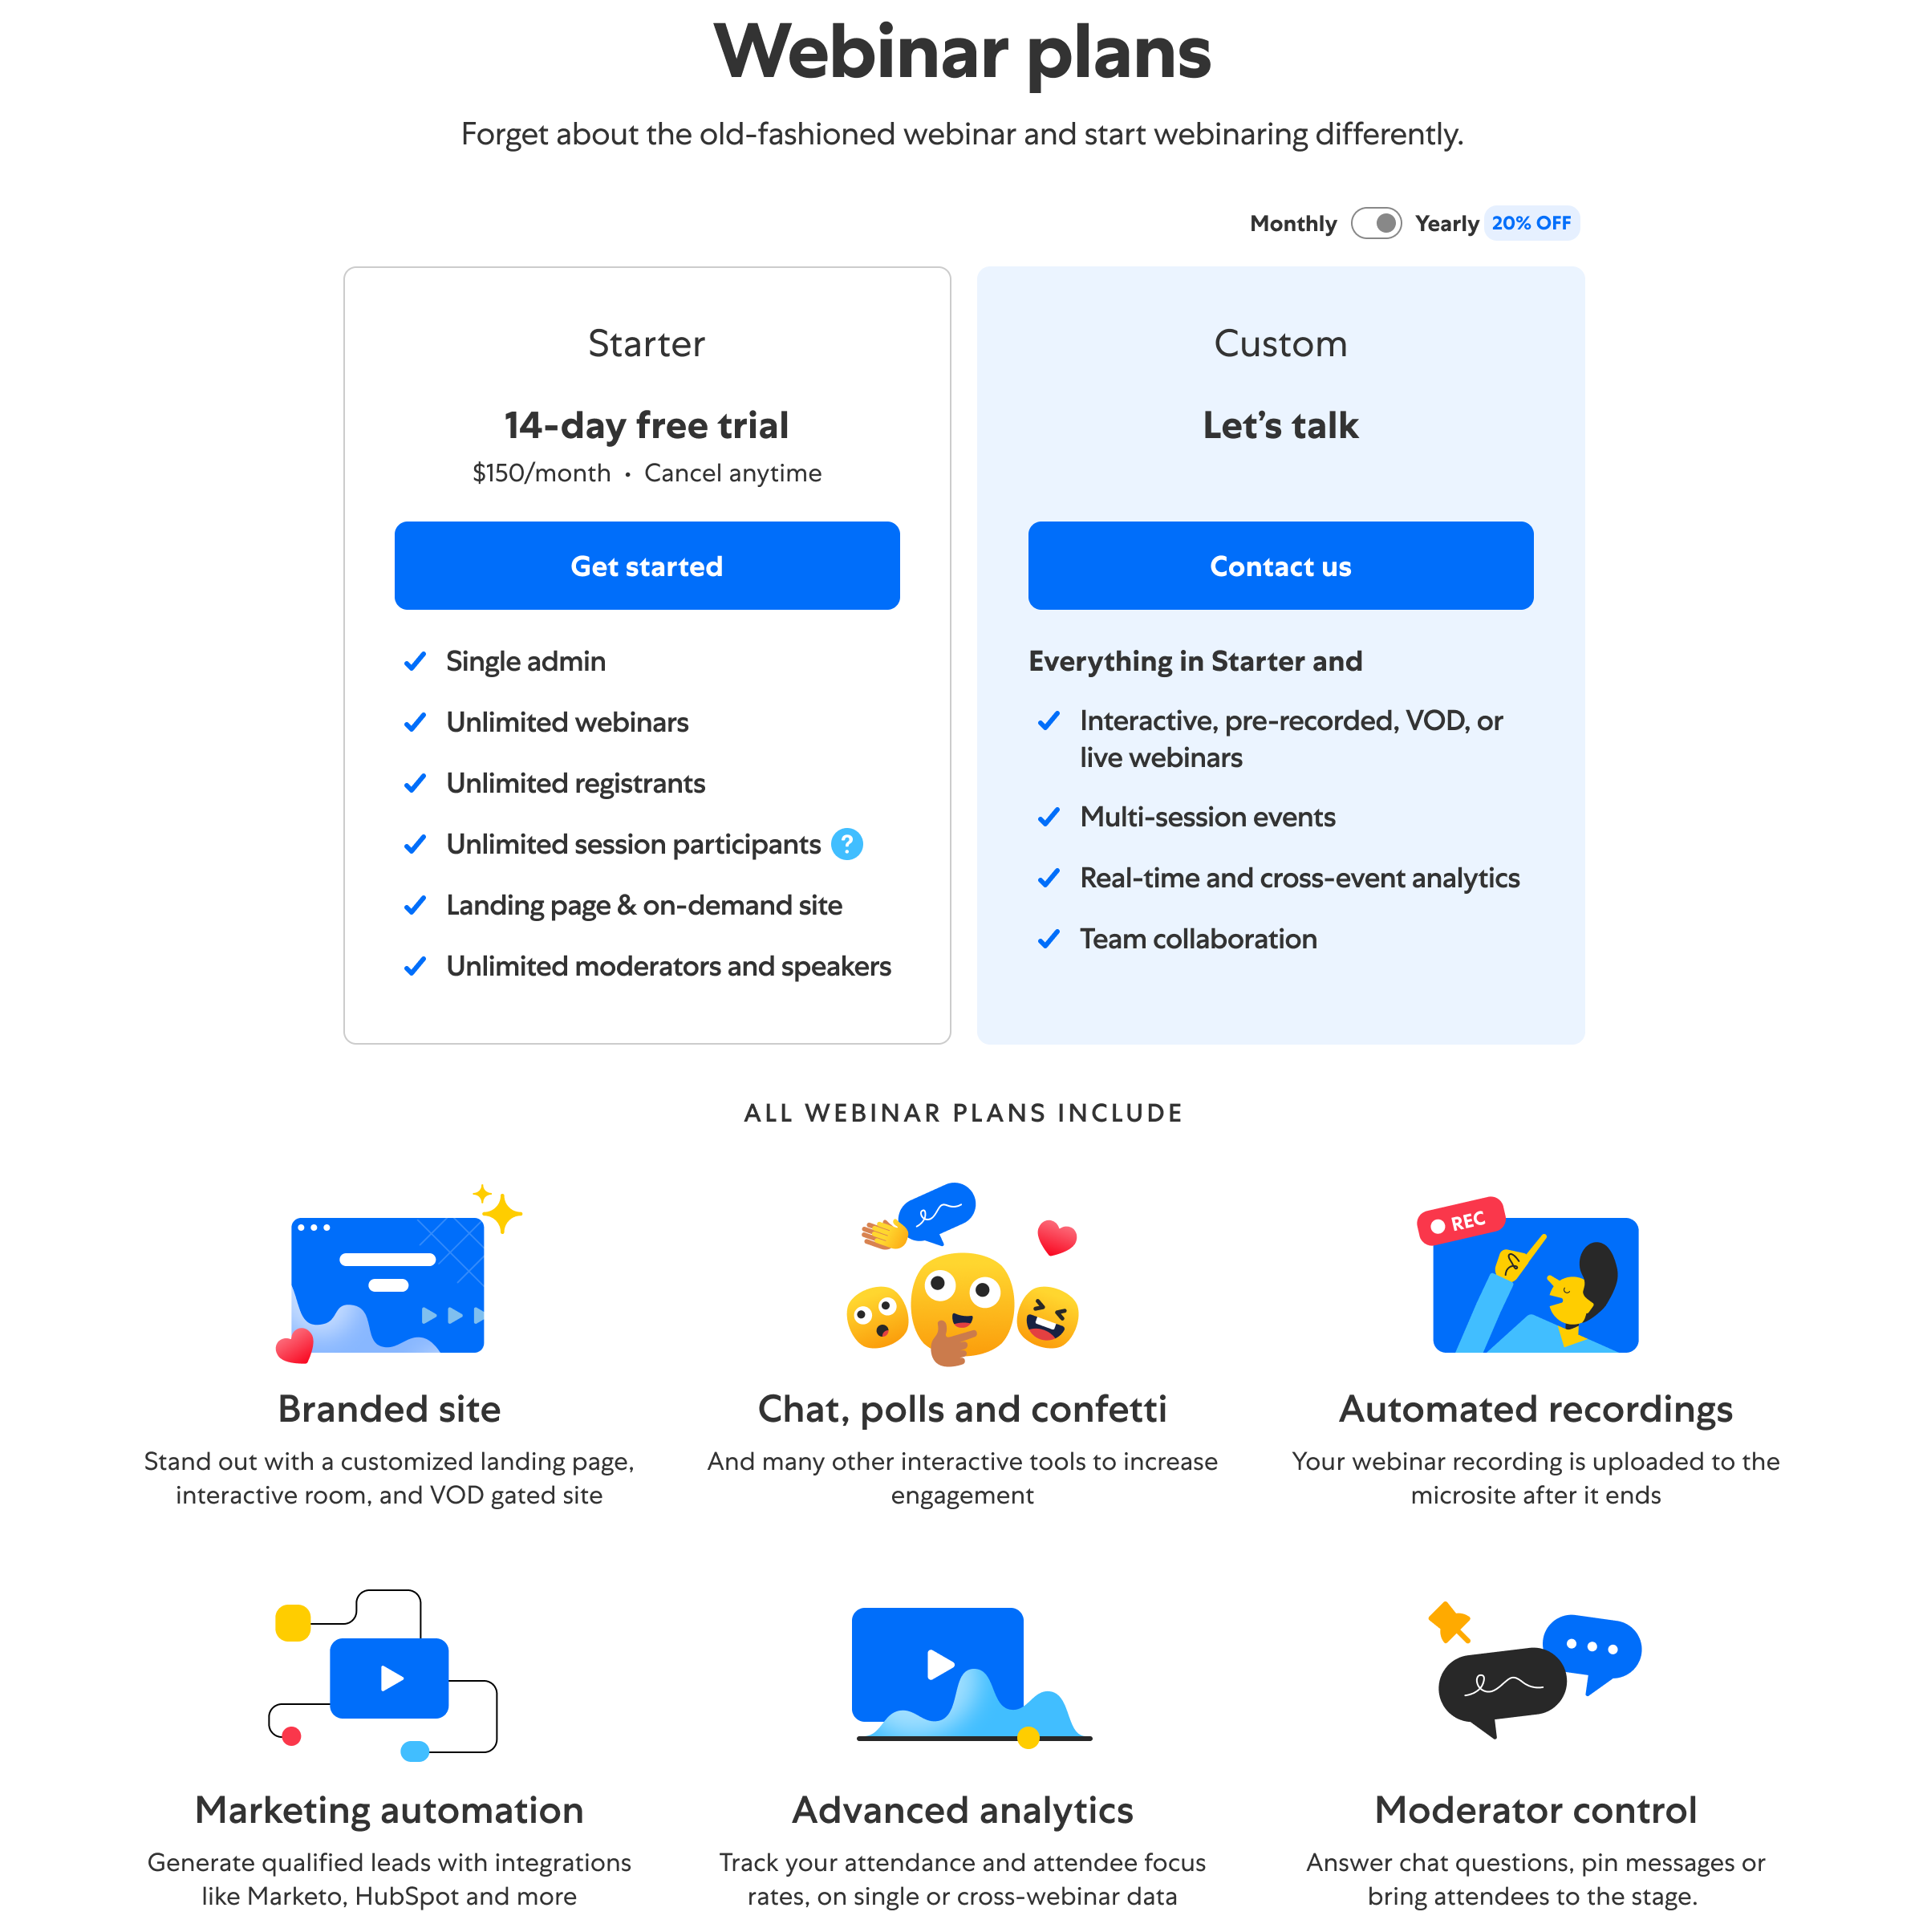 Webinar plans
Forget about the old-fashioned webinar and start webinaring differently.
Monthly Yearly 20% OFF
Starter
14-day free trial
$150/month • Cancel anytime
Get started
Single admin
Unlimited webinars
Unlimited registrants
Unlimited session participants ?
Landing page & on-demand site
Unlimited moderators and speakers
Custom
Let’s talk
Contact us
Everything in Starter and
Interactive, pre-recorded, VOD, or
live webinars
Multi-session events
Real-time and cross-event analytics
Team collaboration
ALL WEBINAR PLANS INCLUDE
Branded site
Stand out with a customized landing page,
interactive room, and VOD gated site
Chat, polls and confetti
And many other interactive tools to increase
engagement
REC
Automated recordings
Your webinar recording is uploaded to the
microsite after it ends
Marketing automation
Generate qualified leads with integrations
like Marketo, HubSpot and more
Advanced analytics
Track your attendance and attendee focus
rates, on single or cross-webinar data
Moderator control
Answer chat questions, pin messages or
bring attendees to the stage.